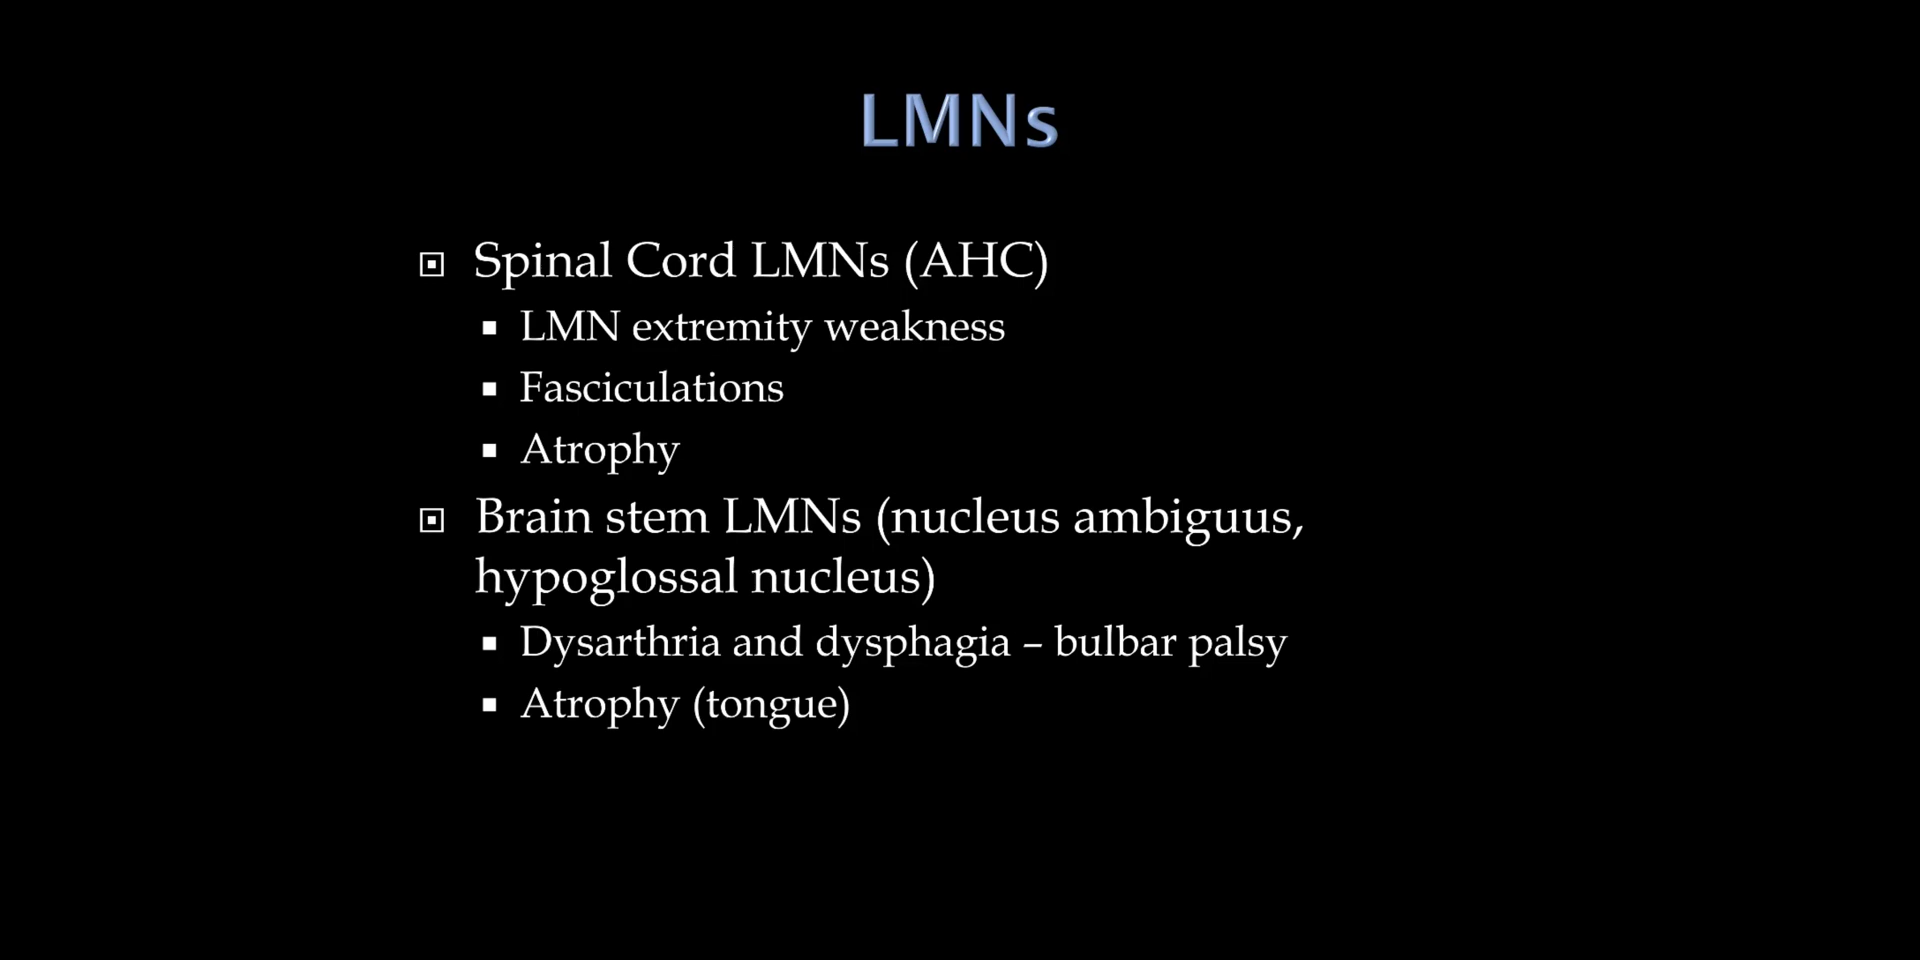 LMNs
Spinal Cord LMNs (AHC)
LMN extremity weakness
Fasciculations
Atrophy
Brain stem LMNs (nucleus ambiguus,
hypoglossal nucleus)
Dysarthria and dysphagia – bulbar palsy
Atrophy (tongue)